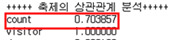 +++++ 축제의 상관관계 분석+++++
count 0.703857
visitor 1.000000